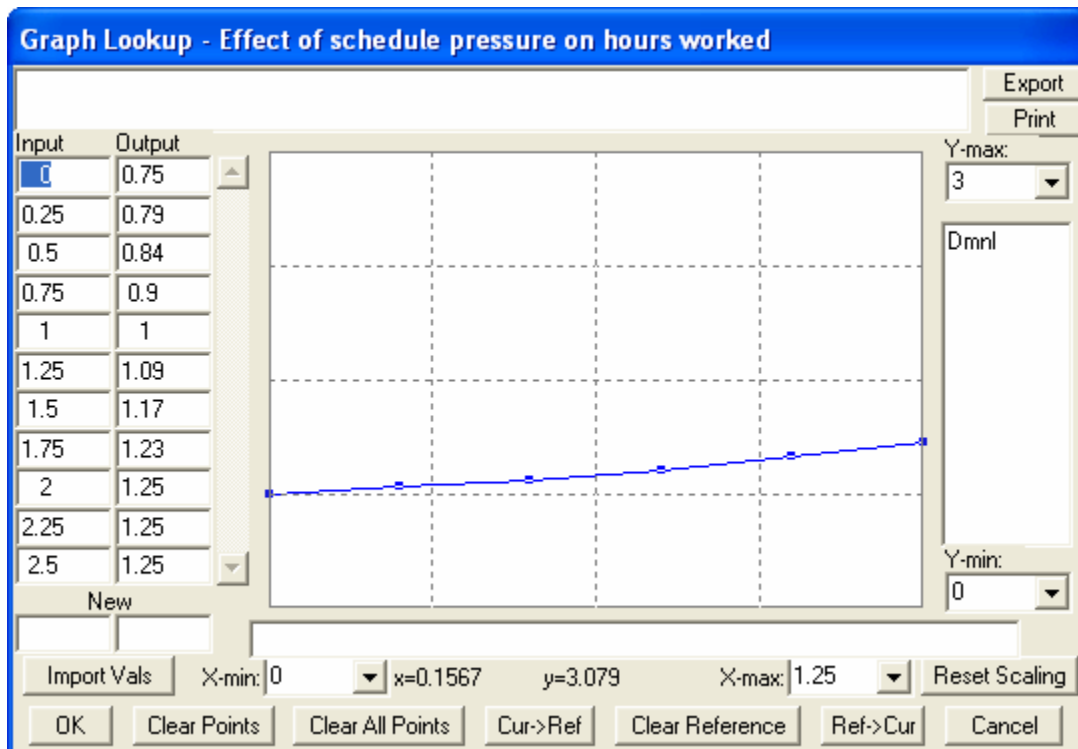 Graph Lookup - Effect of schedule pressure on hours worked
Export
Print
Input Output
Y-max:
0 0.75
3
0.25 0.79
Dmnl
0.5 0.84
0.75 0.9
1 1
1.25 1.09
1.5 1.17
1.75 1.23
2 1.25
2.25 1.25
2.5 1.25
Y-min:
0
New
Import Vals X-min: 0 x=0.1567 y=3.079 X-max: 1.25 Reset Scaling
OK Clear Points Clear All Points Cur->Ref Clear Reference Ref->Cur Cancel